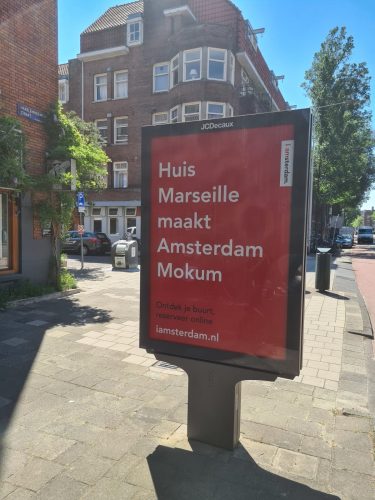 JCDecaux
I amsterdam.
Huis
Marseille
maakt
Amsterdam
Mokum
Ontdek je buurt,
reserveer online
iamsterdam.nl